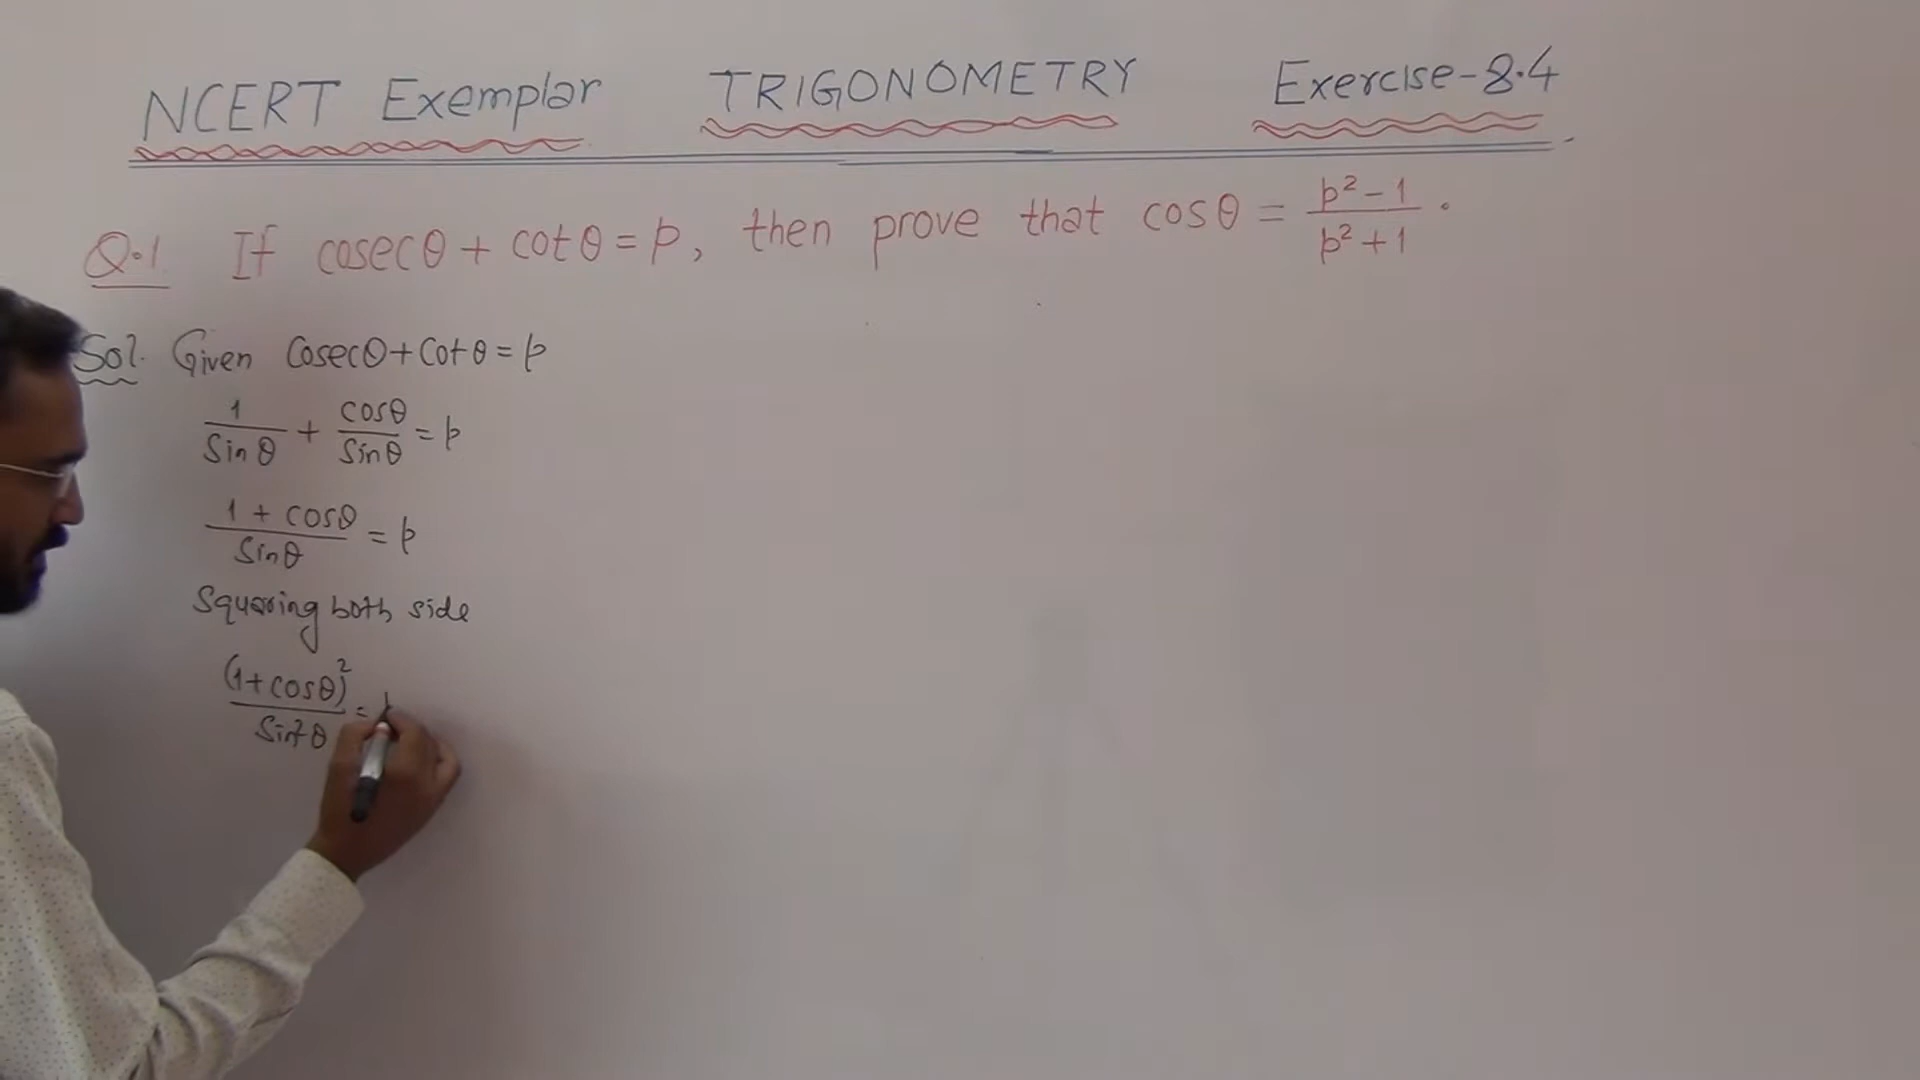 NCERT Exemplar TRIGONOMETRY Exercise-8.4
Q.1 If cosecθ + cotθ = p, then prove that cosθ = p²-1/p²+1.
Sol. Given Cosecθ + Cotθ = p
1/Sinθ + cosθ/Sinθ = p
1 + cosθ/Sinθ = p
Squaring both side
(1+cosθ)²/Sin²θ =